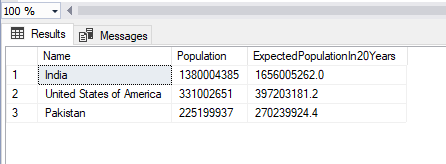 100 %
Results Messages
Name Population ExpectedPopulationIn20Years
1 India 1380004385 1656005262.0
2 United States of America 331002651 397203181.2
3 Pakistan 225199937 270239924.4